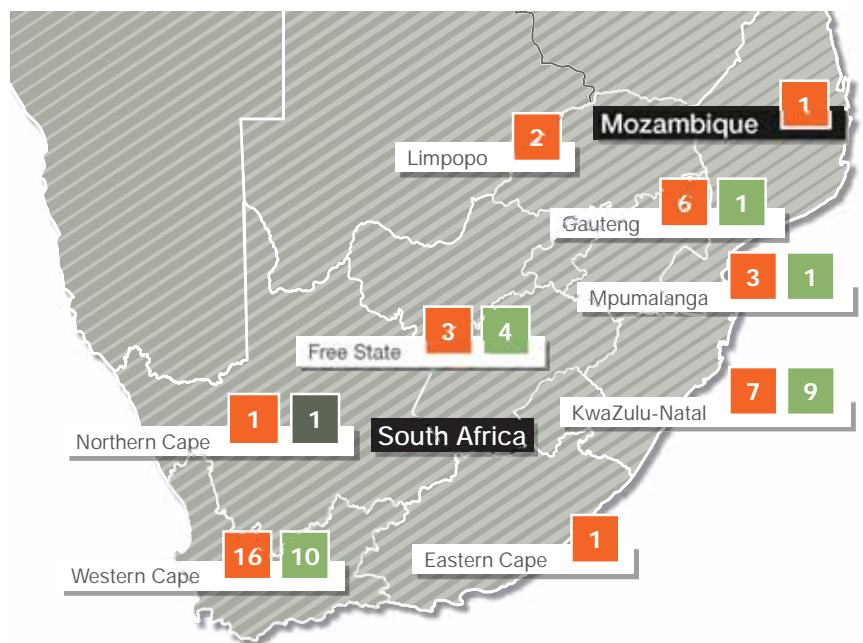 1
Mozambique
2
Limpopo
6 1
Gauteng
3 1
Mpumalanga
3 4
Free State
7 9
KwaZulu-Natal
1 1
Northern Cape
South Africa
16 10
Western Cape
1
Eastern Cape